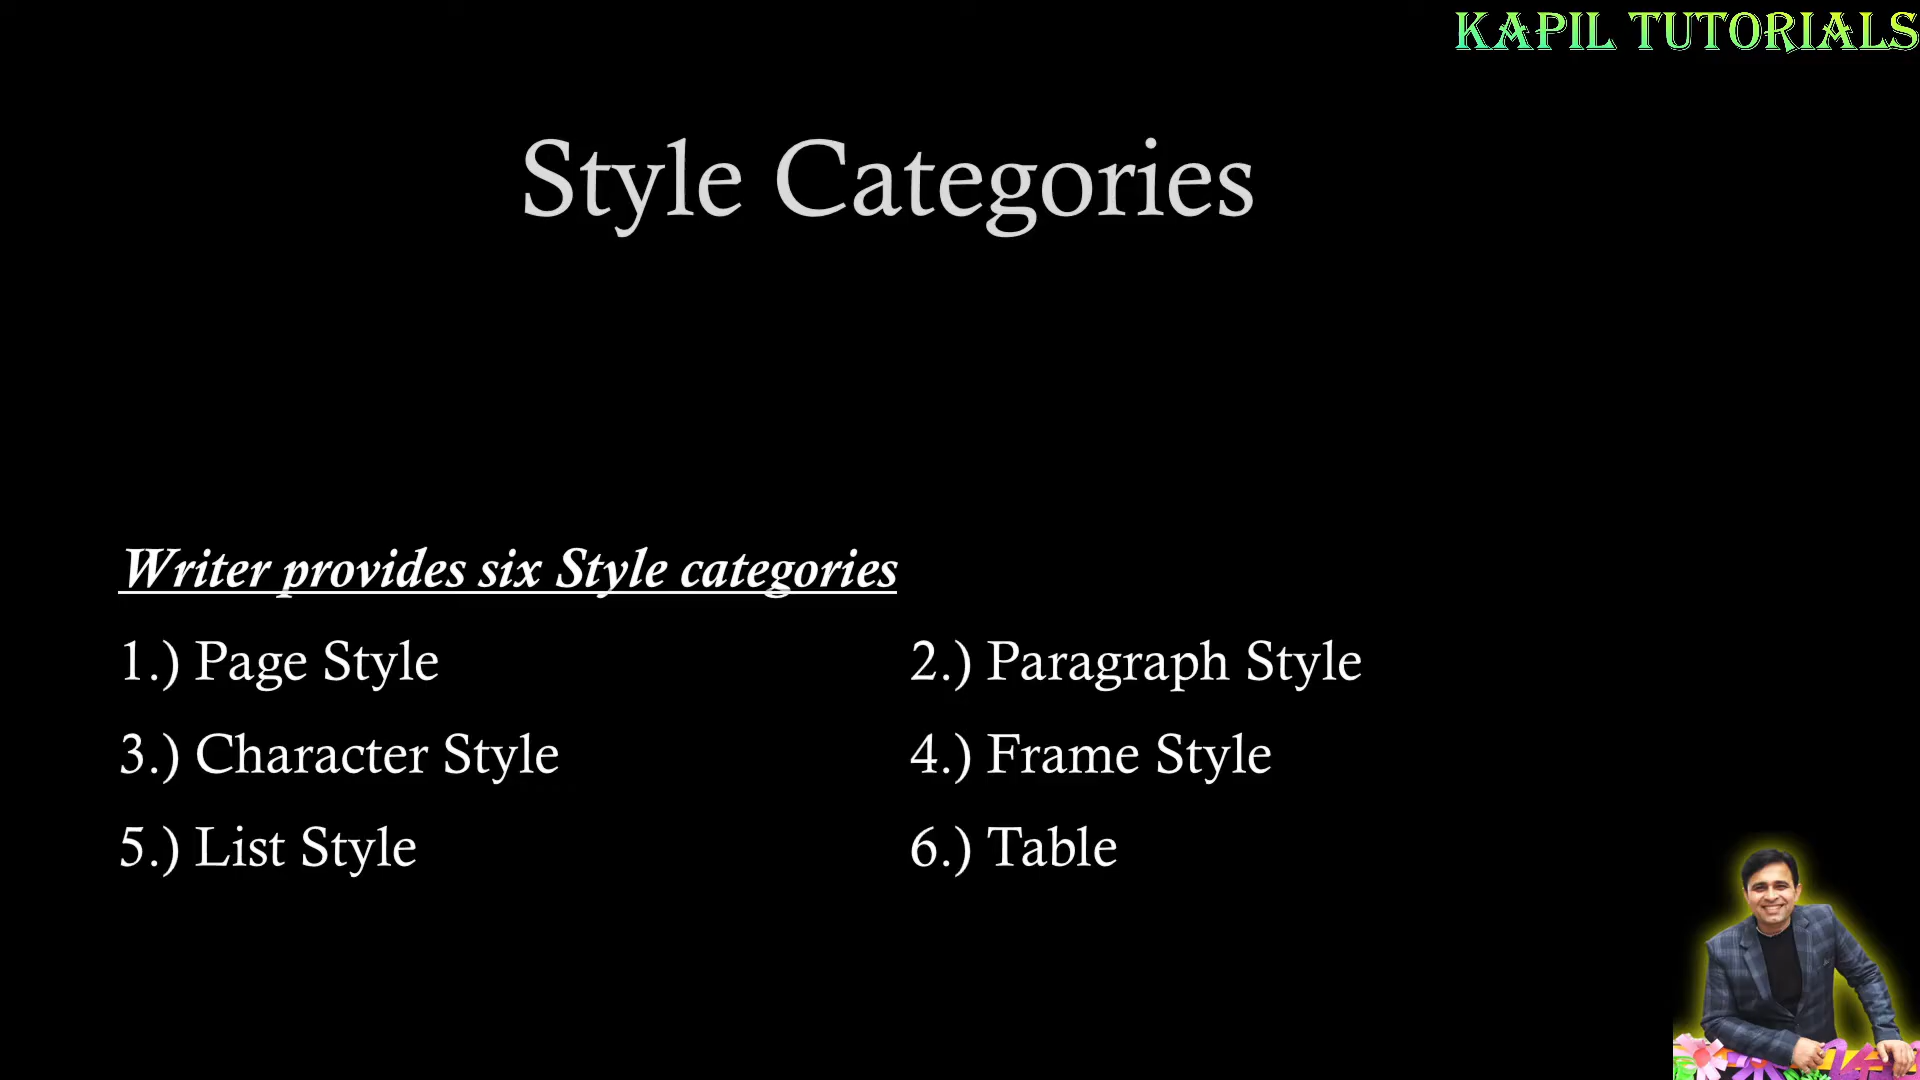 KAPIL TUTORIALS
Style Categories
Writer provides six Style categories
1.) Page Style 2.) Paragraph Style
3.) Character Style 4.) Frame Style
5.) List Style 6.) Table